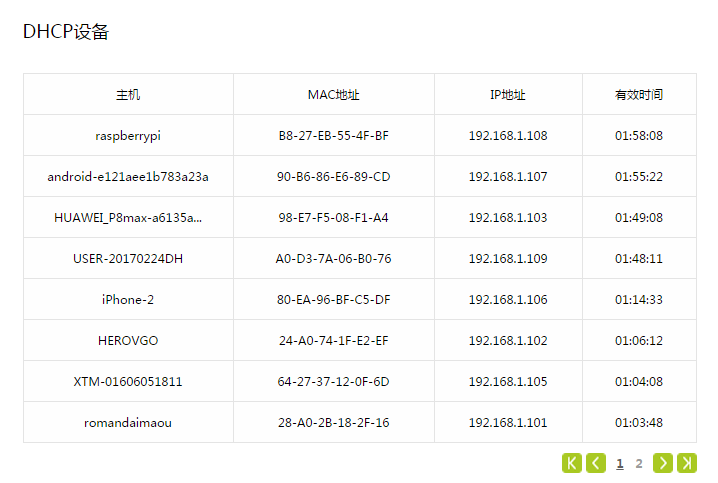 DHCP设备
主机 MAC地址 IP地址 有效时间
raspberrypi B8-27-EB-55-4F-BF 192.168.1.108 01:58:08
android-e121aee1b783a23a 90-B6-86-E6-89-CD 192.168.1.107 01:55:22
HUAWEI_P8max-a6135a... 98-E7-F5-08-F1-A4 192.168.1.103 01:49:08
USER-20170224DH A0-D3-7A-06-B0-76 192.168.1.109 01:48:11
iPhone-2 80-EA-96-BF-C5-DF 192.168.1.106 01:14:33
HEROVGO 24-A0-74-1F-E2-EF 192.168.1.102 01:06:12
XTM-01606051811 64-27-37-12-0F-6D 192.168.1.105 01:04:08
romandaimaou 28-A0-2B-18-2F-16 192.168.1.101 01:03:48
1 2